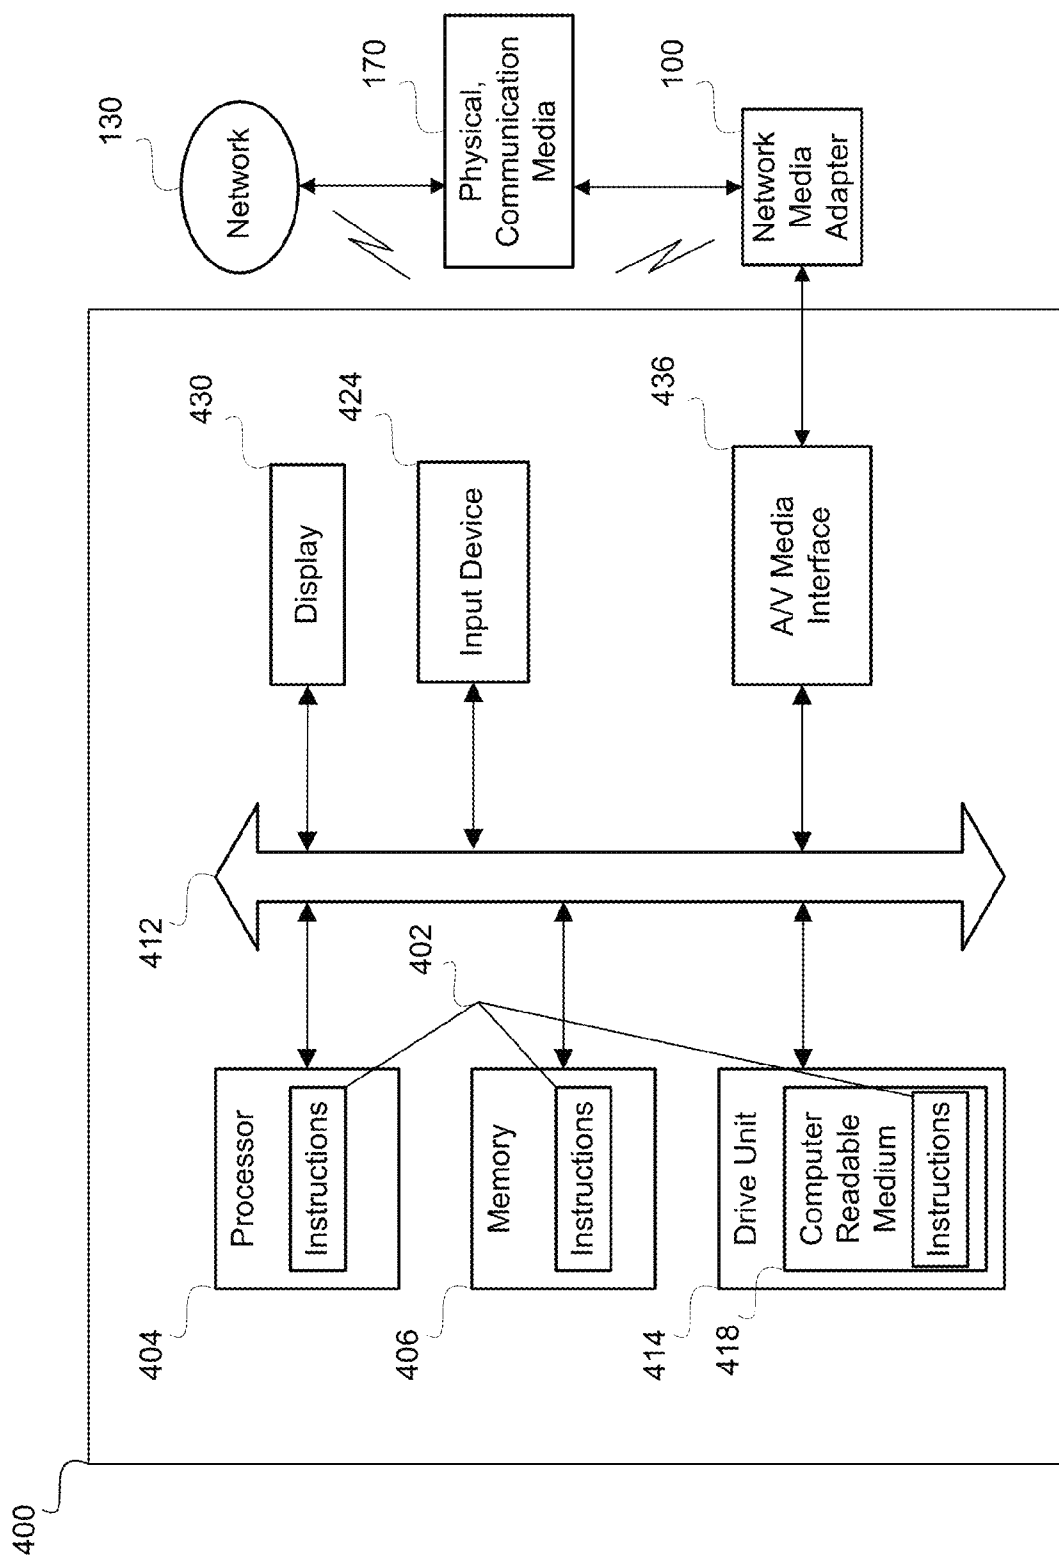 400
404
Processor
Instructions
406
Memory
Instructions
414
418
Drive Unit
Computer
Readable
Medium
Instructions
412
402
430
Display
424
Input Device
436
A/V Media
Interface
130
Network
170
Physical,
Communication
Media
100
Network
Media
Adapter